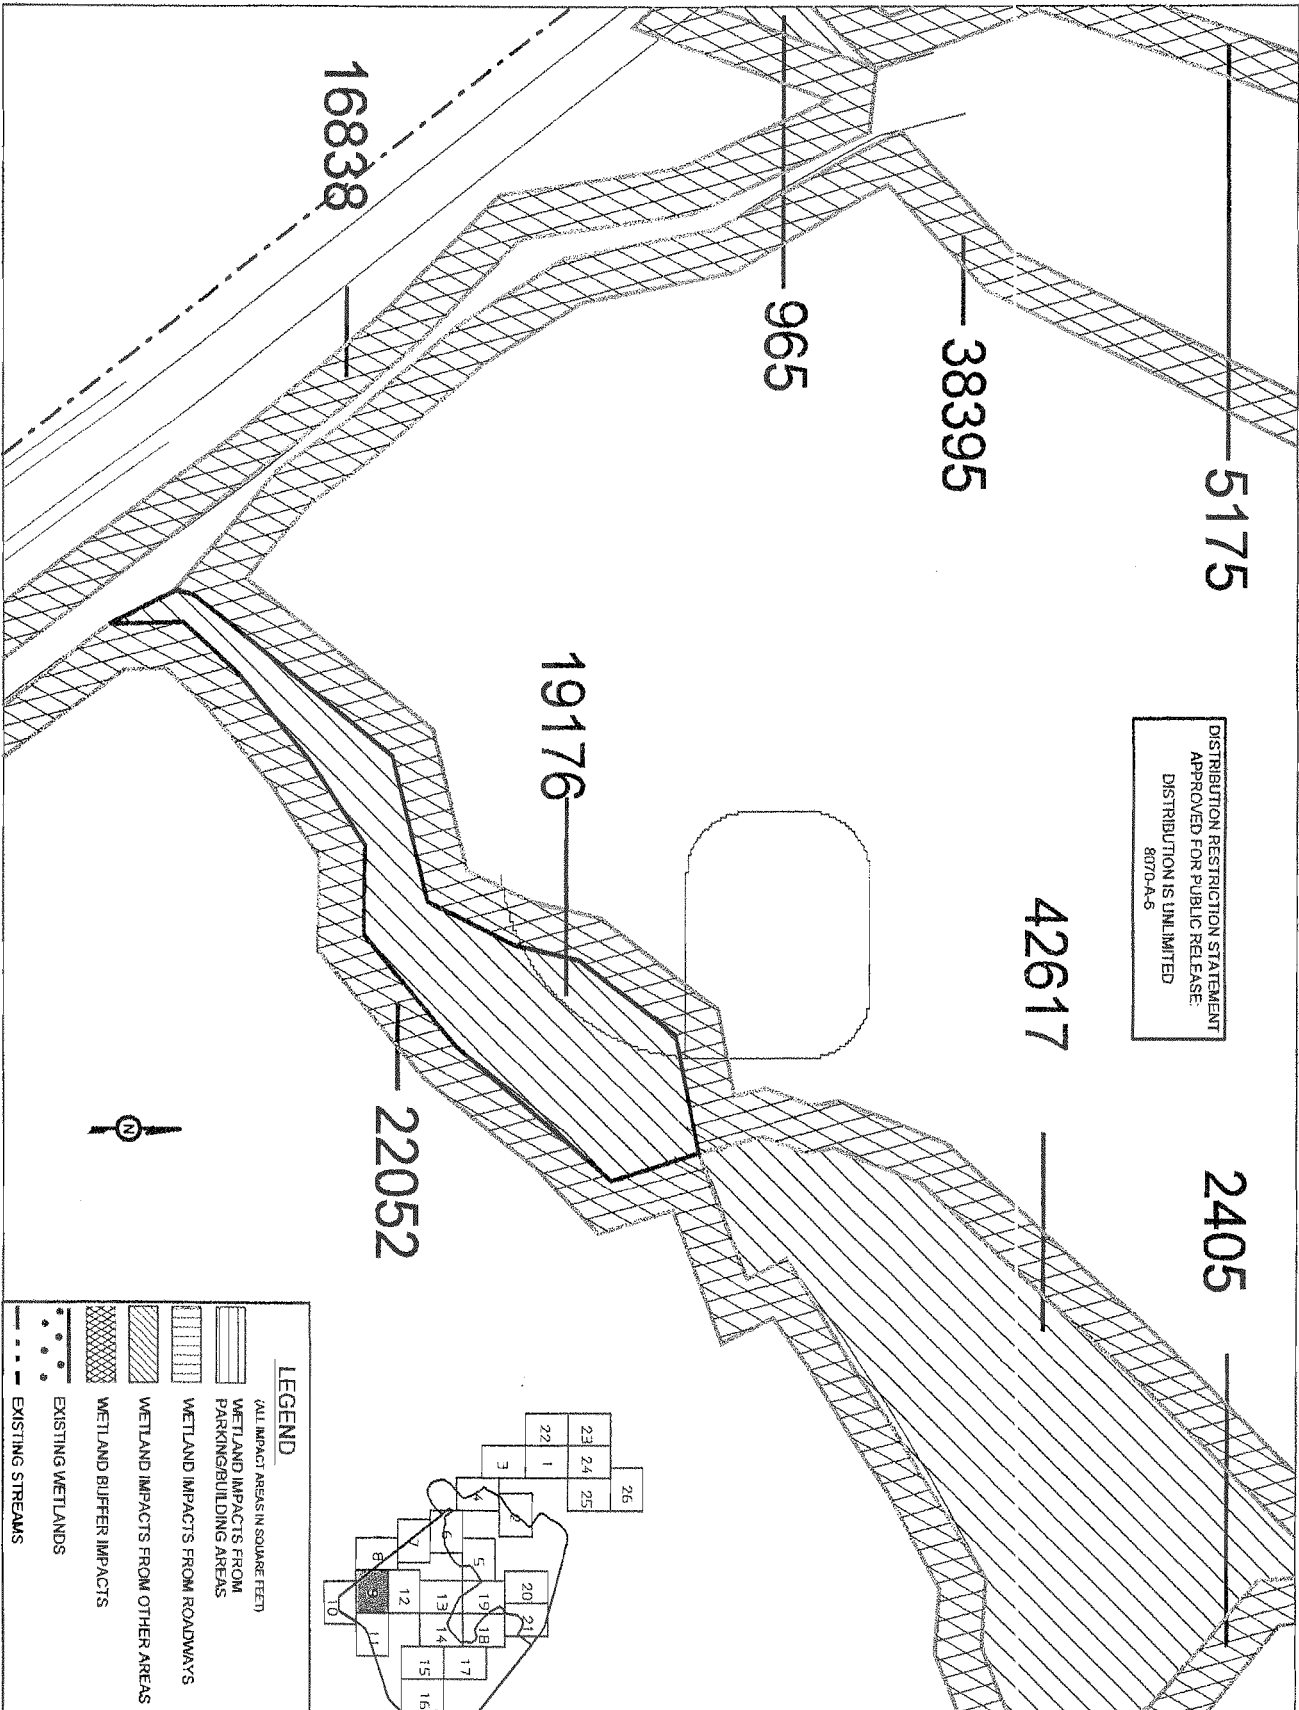 5175
2405
38395
42617
965
19176
16838
22052
DISTRIBUTION RESTRICTION STATEMENT
APPROVED FOR PUBLIC RELEASE:
DISTRIBUTION IS UNLIMITED
8070-A-6
N
26
23
24
25
22
1
3
4
2
20
21
5
19
18
6
13
14
17
7
12
15
16
8
9
11
10
LEGEND
(ALL IMPACT AREAS IN SQUARE FEET)
WETLAND IMPACTS FROM
PARKING/BUILDING AREAS
WETLAND IMPACTS FROM ROADWAYS
WETLAND IMPACTS FROM OTHER AREAS
WETLAND BUFFER IMPACTS
EXISTING WETLANDS
EXISTING STREAMS